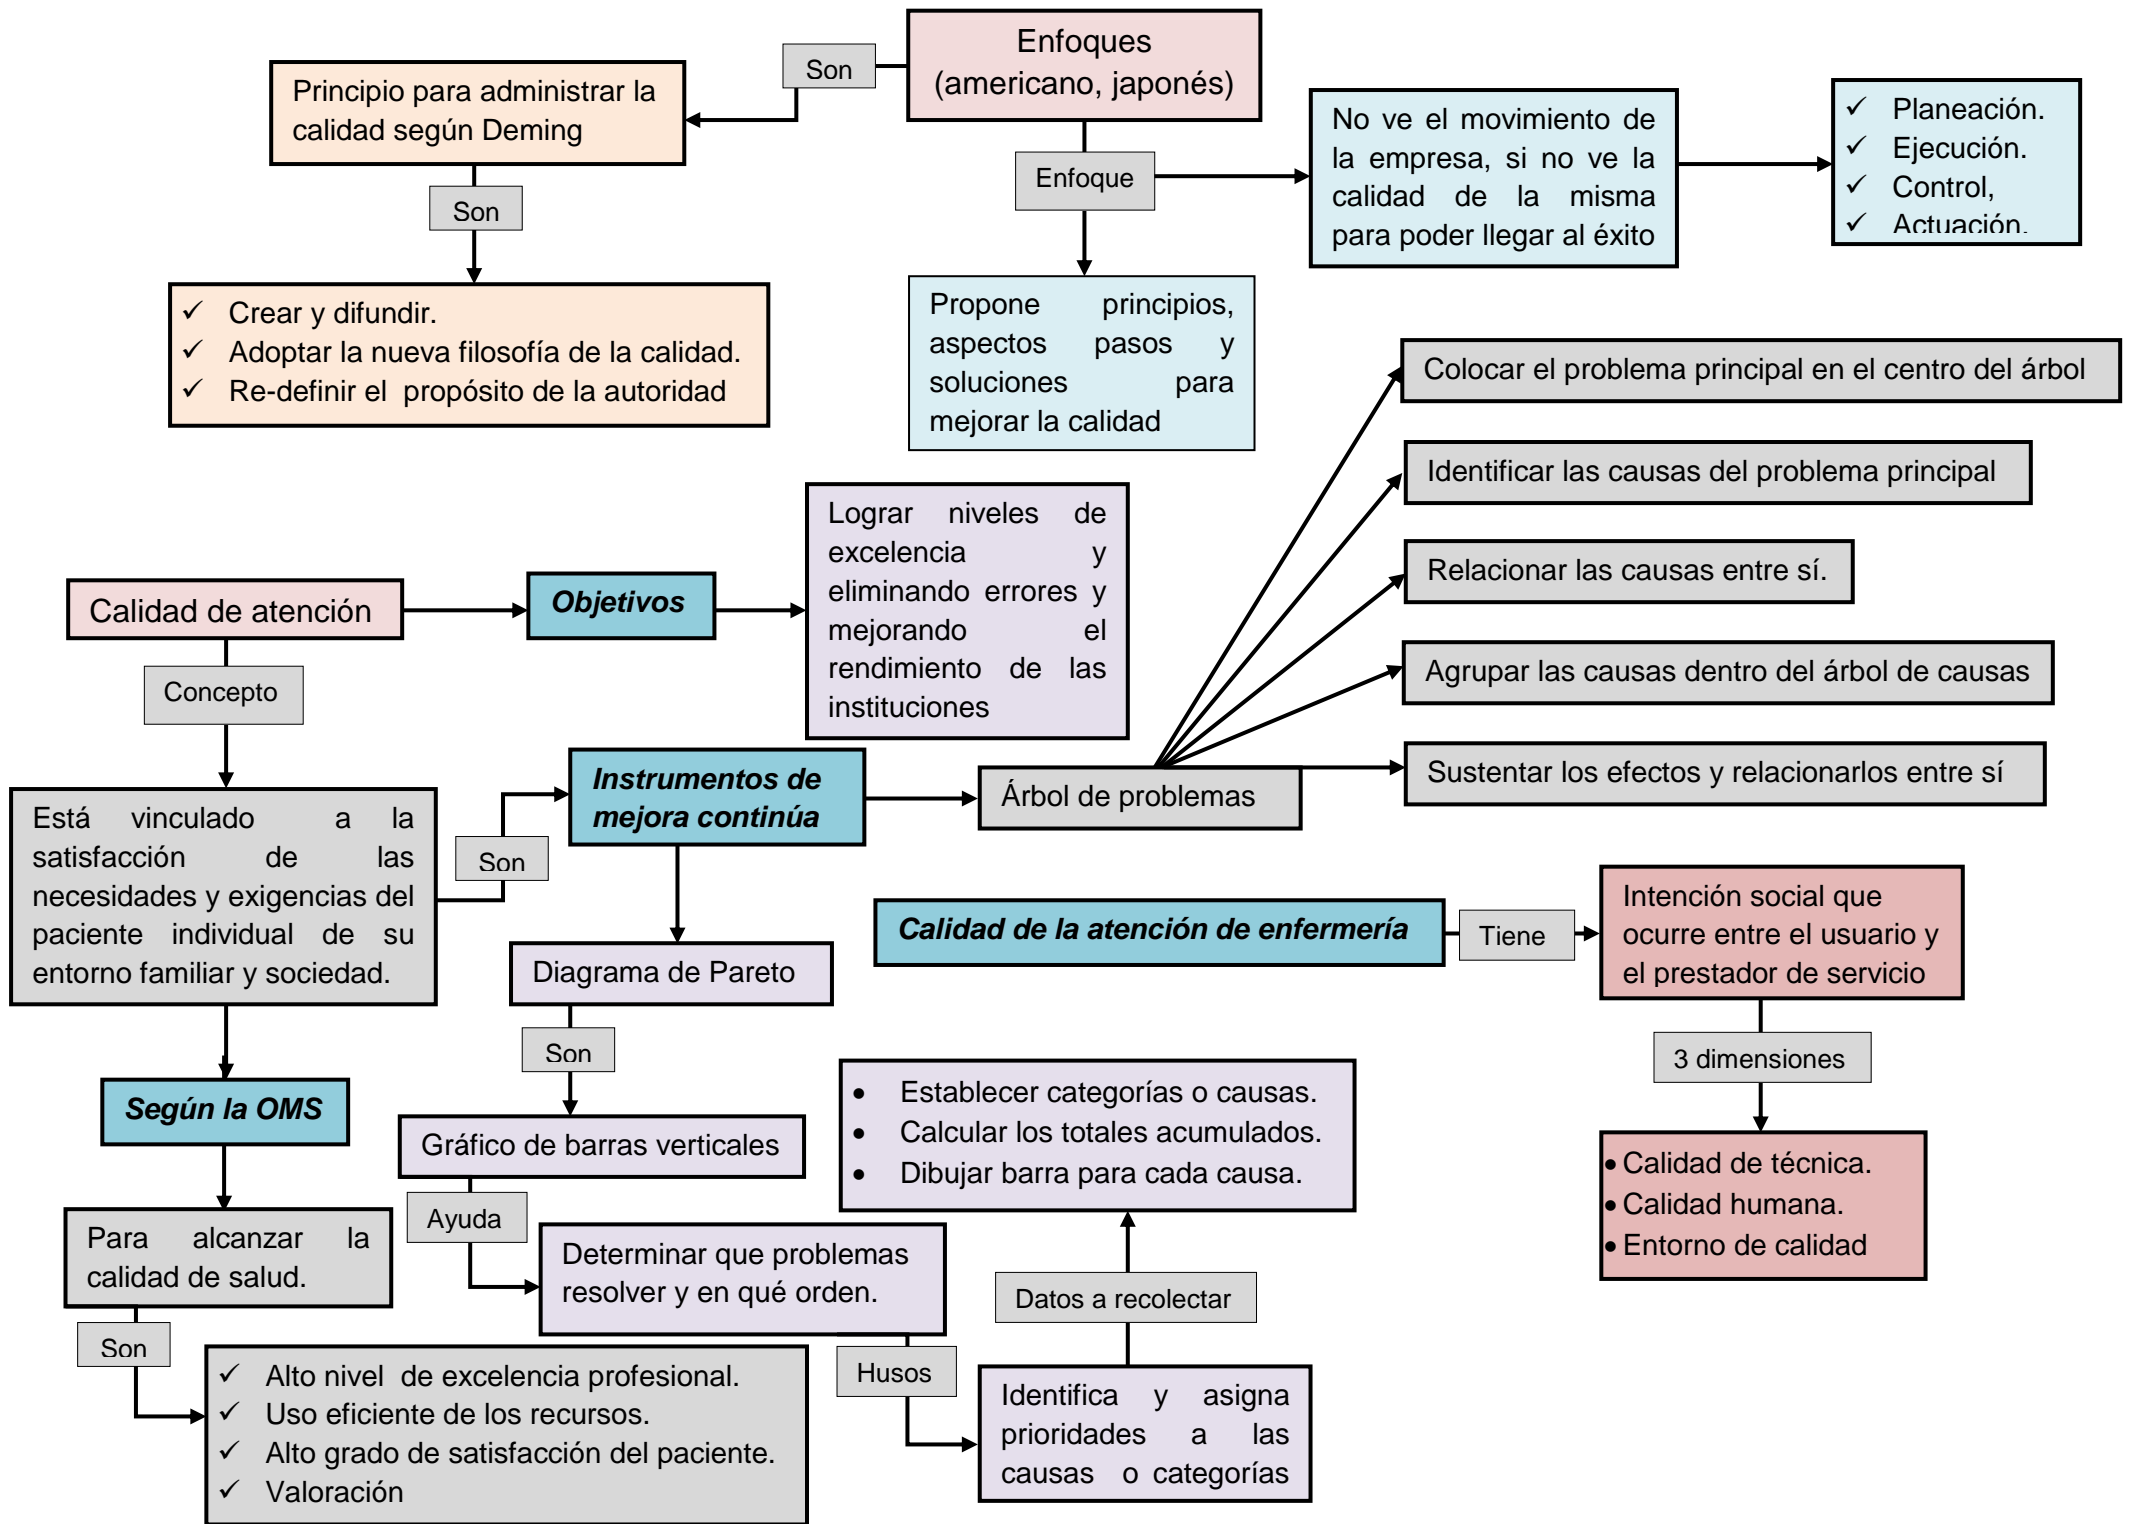 Enfoques
(americano, japonés)
Son
Principio para administrar la
calidad según Deming
Son
✓ Crear y difundir.
✓ Adoptar la nueva filosofía de la calidad.
✓ Re-definir el propósito de la autoridad
Enfoque
No ve el movimiento de
la empresa, si no ve la
calidad de la misma
para poder llegar al éxito
✓ Planeación.
✓ Ejecución.
✓ Control,
✓ Actuación.
Propone principios,
aspectos pasos y
soluciones para
mejorar la calidad
Calidad de atención
Objetivos
Lograr niveles de
excelencia y
eliminando errores y
mejorando el
rendimiento de las
instituciones
Concepto
Está vinculado a la
satisfacción de las
necesidades y exigencias del
paciente individual de su
entorno familiar y sociedad.
Son
Instrumentos de
mejora continúa
Árbol de problemas
Colocar el problema principal en el centro del árbol
Identificar las causas del problema principal
Relacionar las causas entre sí.
Agrupar las causas dentro del árbol de causas
Sustentar los efectos y relacionarlos entre sí
Según la OMS
Para alcanzar la
calidad de salud.
Son
✓ Alto nivel de excelencia profesional.
✓ Uso eficiente de los recursos.
✓ Alto grado de satisfacción del paciente.
✓ Valoración
Diagrama de Pareto
Son
Gráfico de barras verticales
Ayuda
Determinar que problemas
resolver y en qué orden.
Husos
Identifica y asigna
prioridades a las
causas o categorías
Datos a recolectar
• Establecer categorías o causas.
• Calcular los totales acumulados.
• Dibujar barra para cada causa.
Calidad de la atención de enfermería
Tiene
Intención social que
ocurre entre el usuario y
el prestador de servicio
3 dimensiones
• Calidad de técnica.
• Calidad humana.
• Entorno de calidad